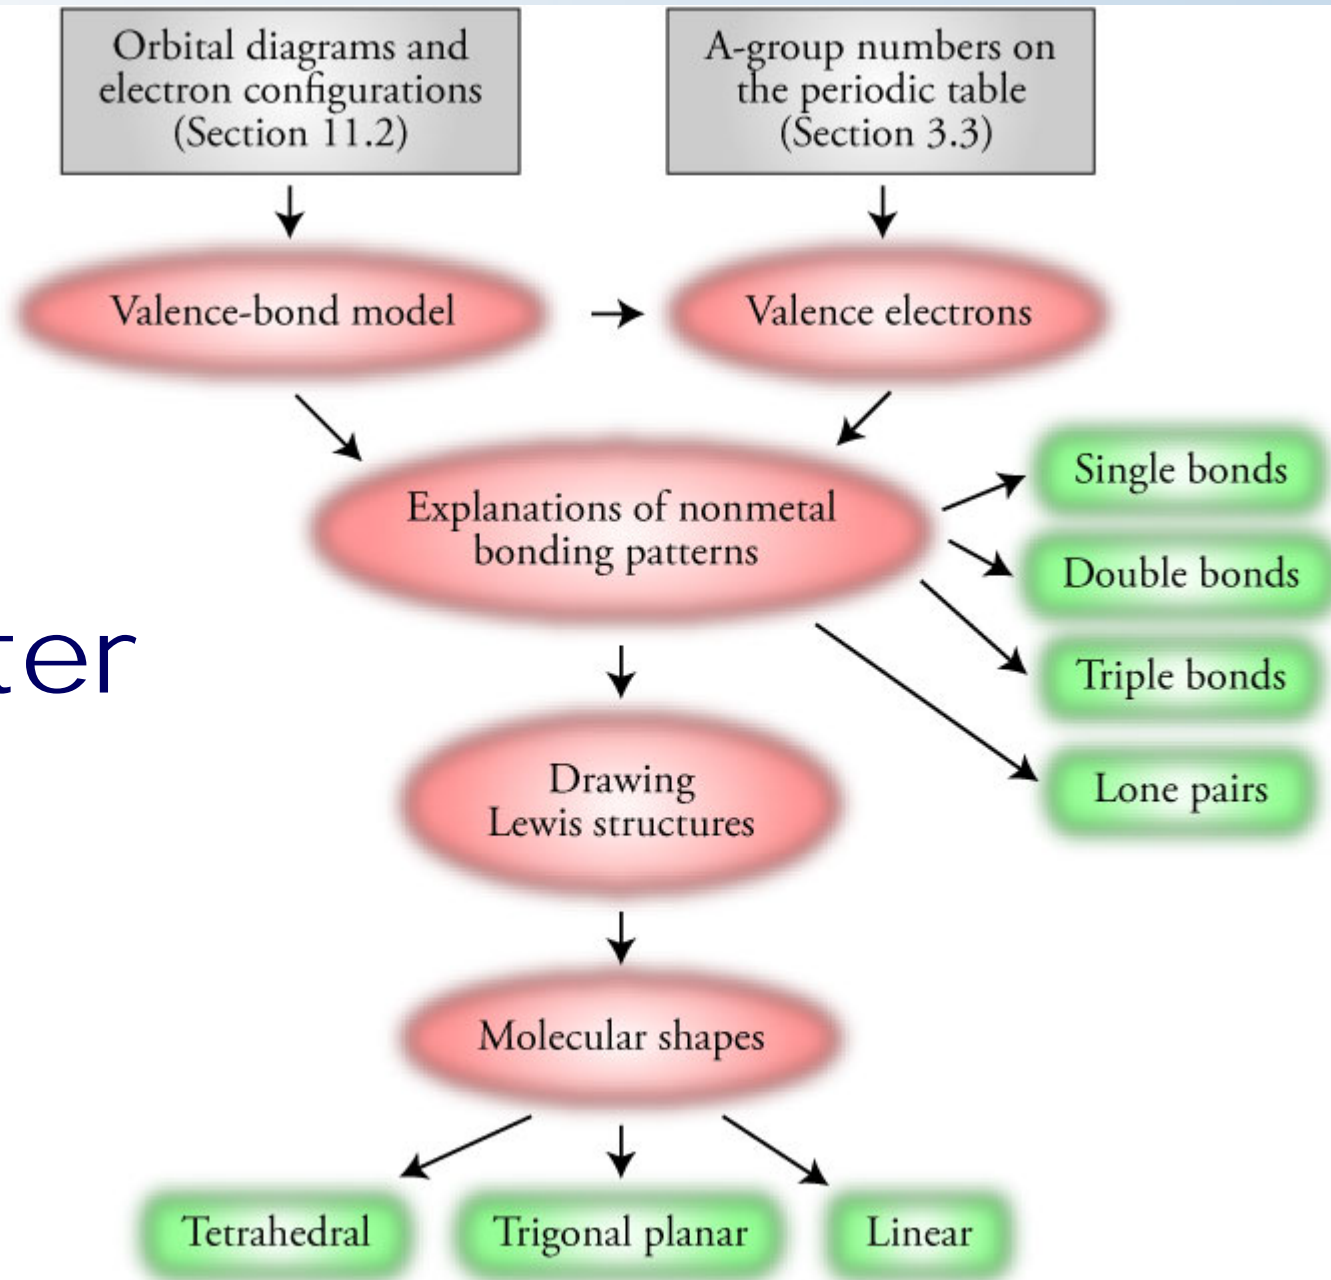 Orbital diagrams and
electron configurations
(Section 11.2)
A-group numbers on
the periodic table
(Section 3.3)
Valence-bond model
Valence electrons
Explanations of nonmetal
bonding patterns
Single bonds
Double bonds
Triple bonds
Lone pairs
ter
Drawing
Lewis structures
Molecular shapes
Tetrahedral
Trigonal planar
Linear